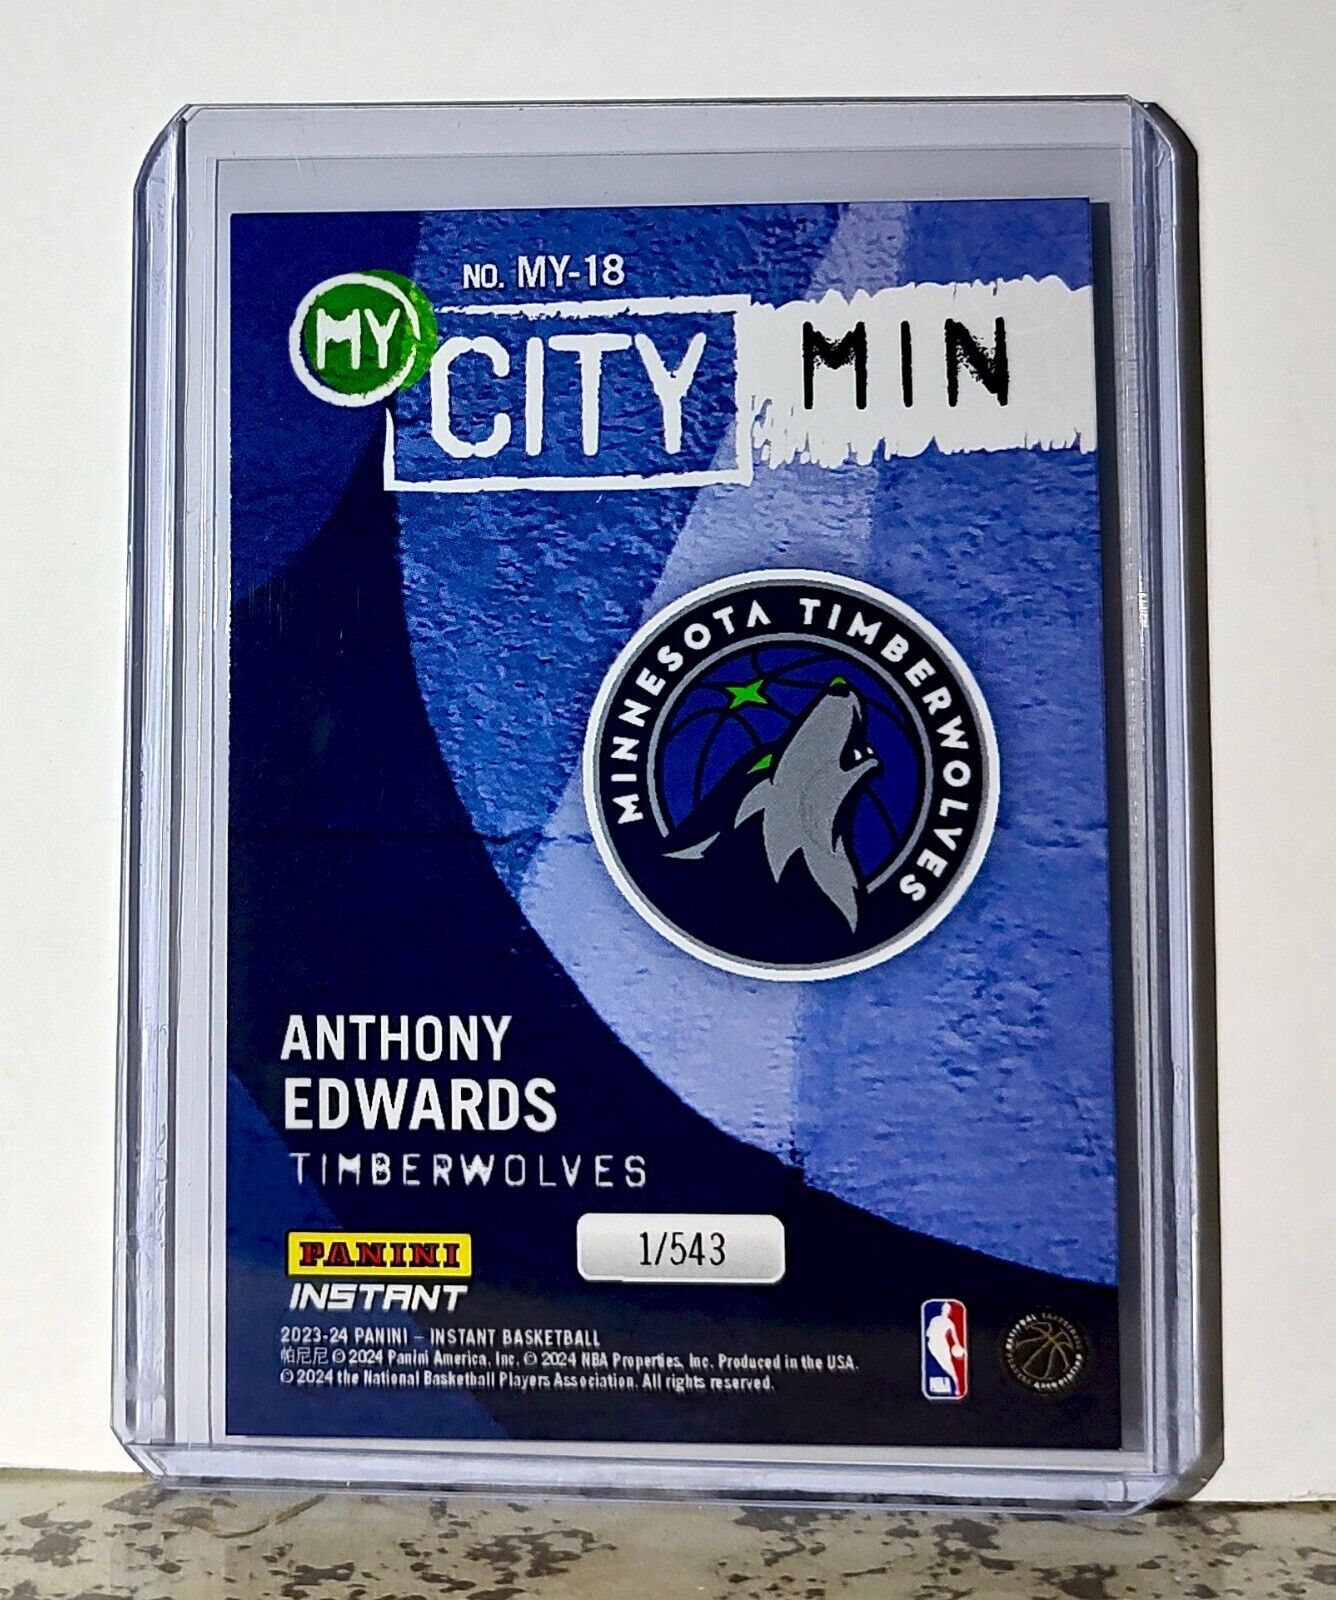 NO. MY-18
MY
CITY
MIN
MINNESOTA TIMBERWOLVES
ANTHONY
EDWARDS
TIMBERWOLVES
1/543
PANINI
INSTANT
2023-24 PANINI – INSTANT BASKETBALL
帕尼尼 © 2024 Panini America, Inc. © 2024 NBA Properties, Inc. Produced in the USA.
© 2024 the National Basketball Players Association. All rights reserved.